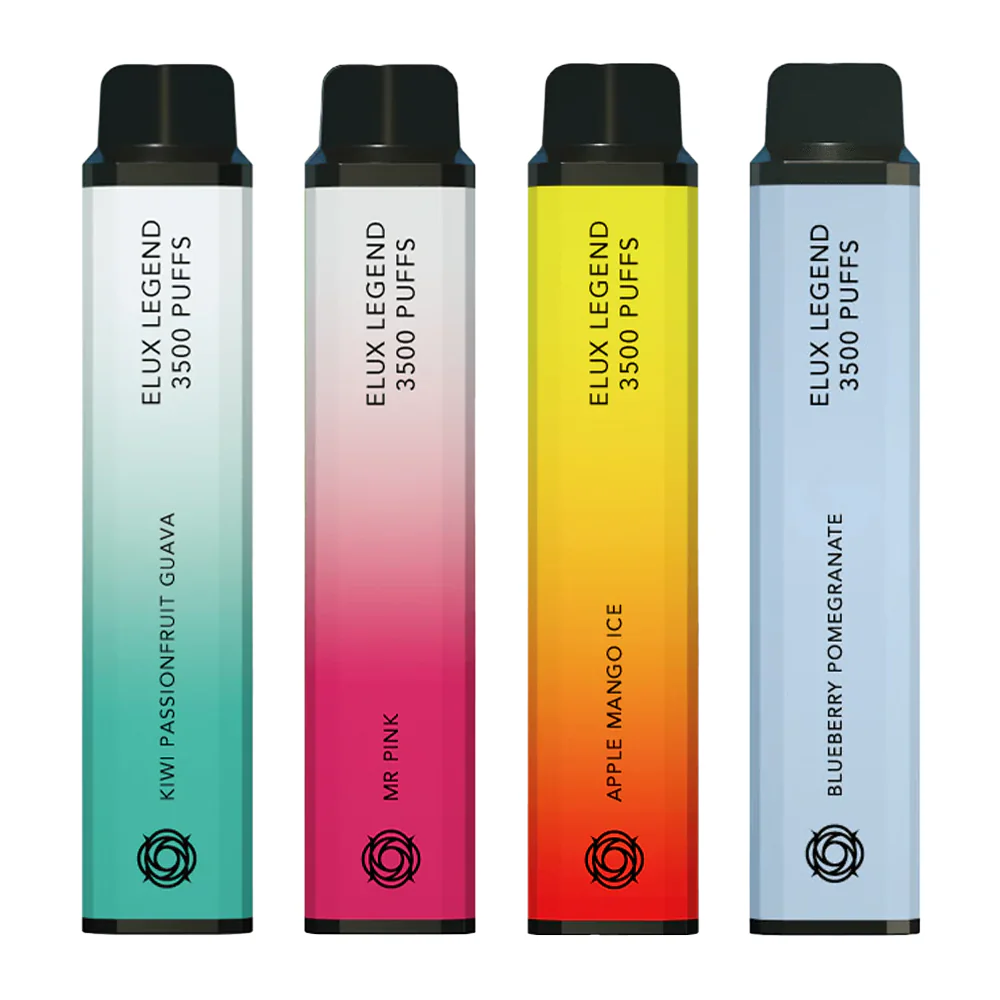 ELUX LEGEND
3500 PUFFS
KIWI PASSIONFRUIT GUAVA
ELUX LEGEND
3500 PUFFS
MR PINK
ELUX LEGEND
3500 PUFFS
APPLE MANGO ICE
ELUX LEGEND
3500 PUFFS
BLUEBERRY POMEGRANATE